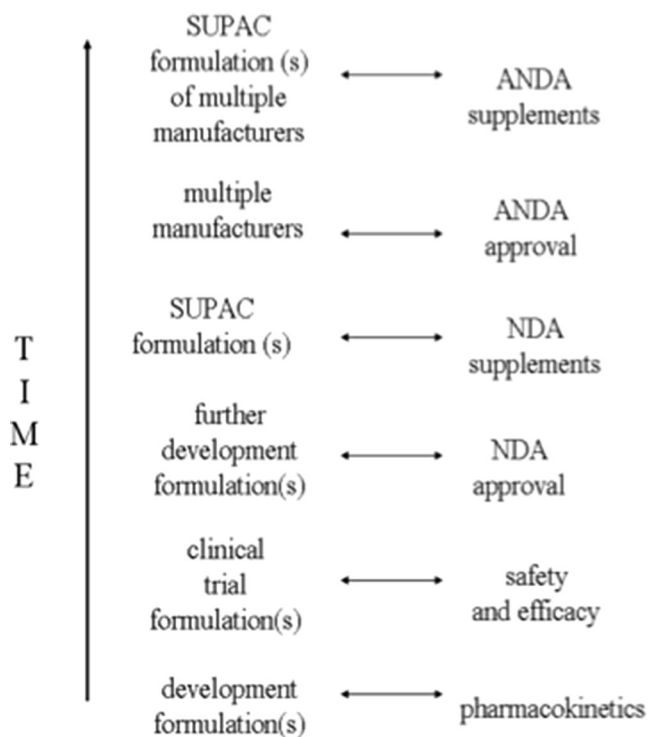 SUPAC
formulation (s)
of multiple
manufacturers
ANDA
supplements
multiple
manufacturers
ANDA
approval
SUPAC
formulation (s)
NDA
supplements
T
I
M
E
further
development
formulation(s)
NDA
approval
clinical
trial
formulation(s)
safety
and efficacy
development
formulation(s)
pharmacokinetics